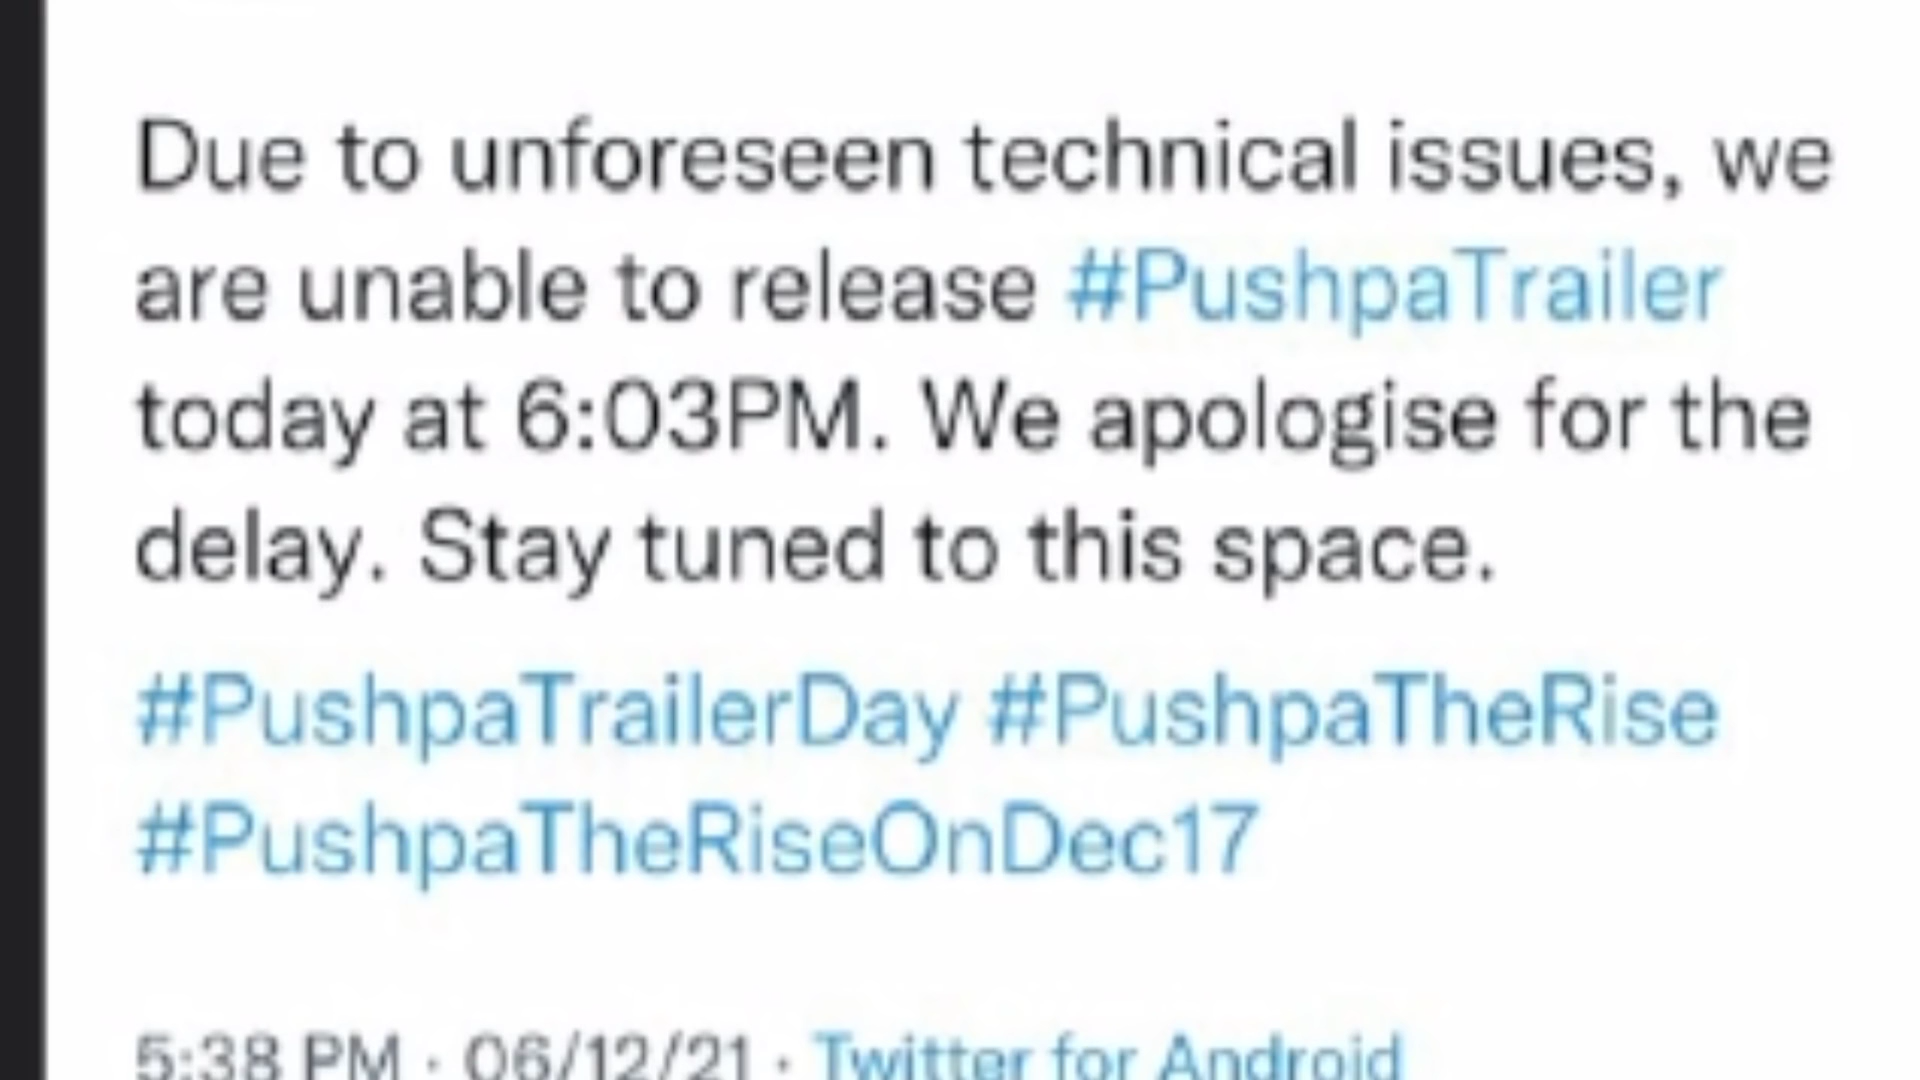 Due to unforeseen technical issues, we
are unable to release #PushpaTrailer
today at 6:03PM. We apologise for the
delay. Stay tuned to this space.
#PushpaTrailerDay #PushpaTheRise
#PushpaTheRiseOnDec17
5:38 PM · 06/12/21 · Twitter for Android